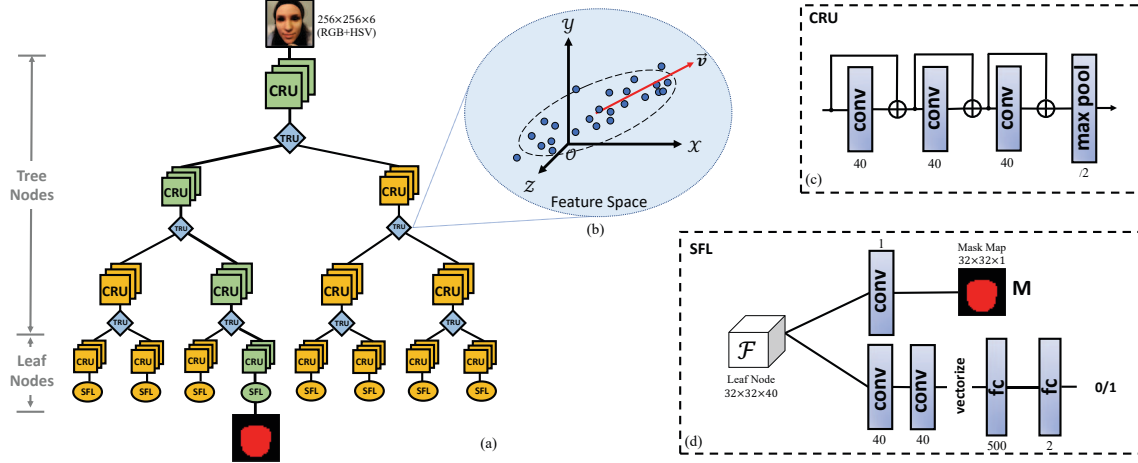 256×256×6
(RGB+HSV)
CRU
TRU
CRU
CRU
TRU
TRU
CRU
CRU
CRU
CRU
TRU
TRU
TRU
TRU
CRU
CRU
CRU
CRU
CRU
CRU
CRU
CRU
SFL
SFL
SFL
SFL
SFL
SFL
SFL
SFL
Tree
Nodes
Leaf
Nodes
(a)
y
v
O
x
z
Feature Space
(b)
CRU
conv
conv
conv
max pool
40
40
40
/2
(c)
SFL
1
conv
Mask Map
32×32×1
M
F
Leaf Node
32×32×40
conv
conv
vectorize
fc
fc
0/1
40
40
500
2
(d)